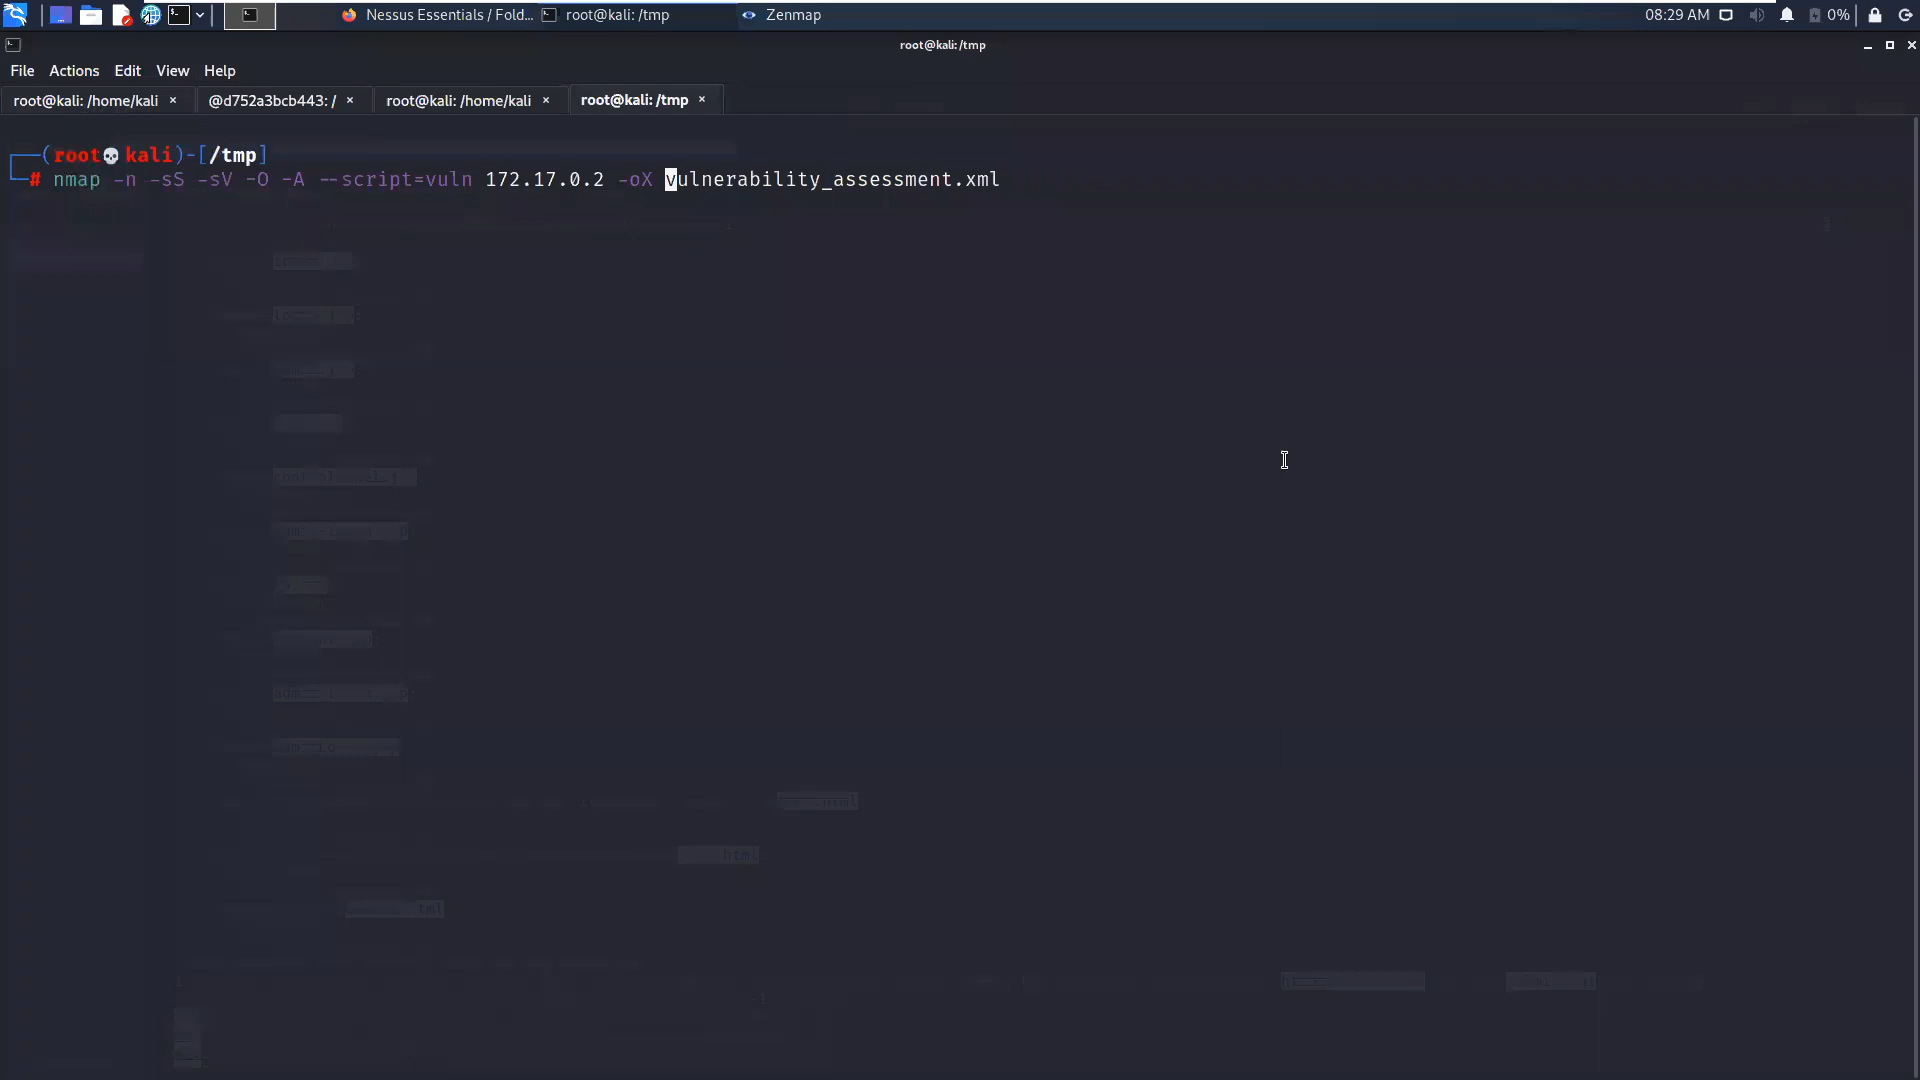 Nessus Essentials / Fold...
root@kali: /tmp
Zenmap
08:29 AM
0%
root@kali: /tmp
File Actions Edit View Help
root@kali: /home/kali ×
@d752a3bcb443: / ×
root@kali: /home/kali ×
root@kali: /tmp ×
┌──(root💀kali)-[/tmp]
└─# nmap -n -sS -sV -O -A --script=vuln 172.17.0.2 -oX vulnerability_assessment.xml